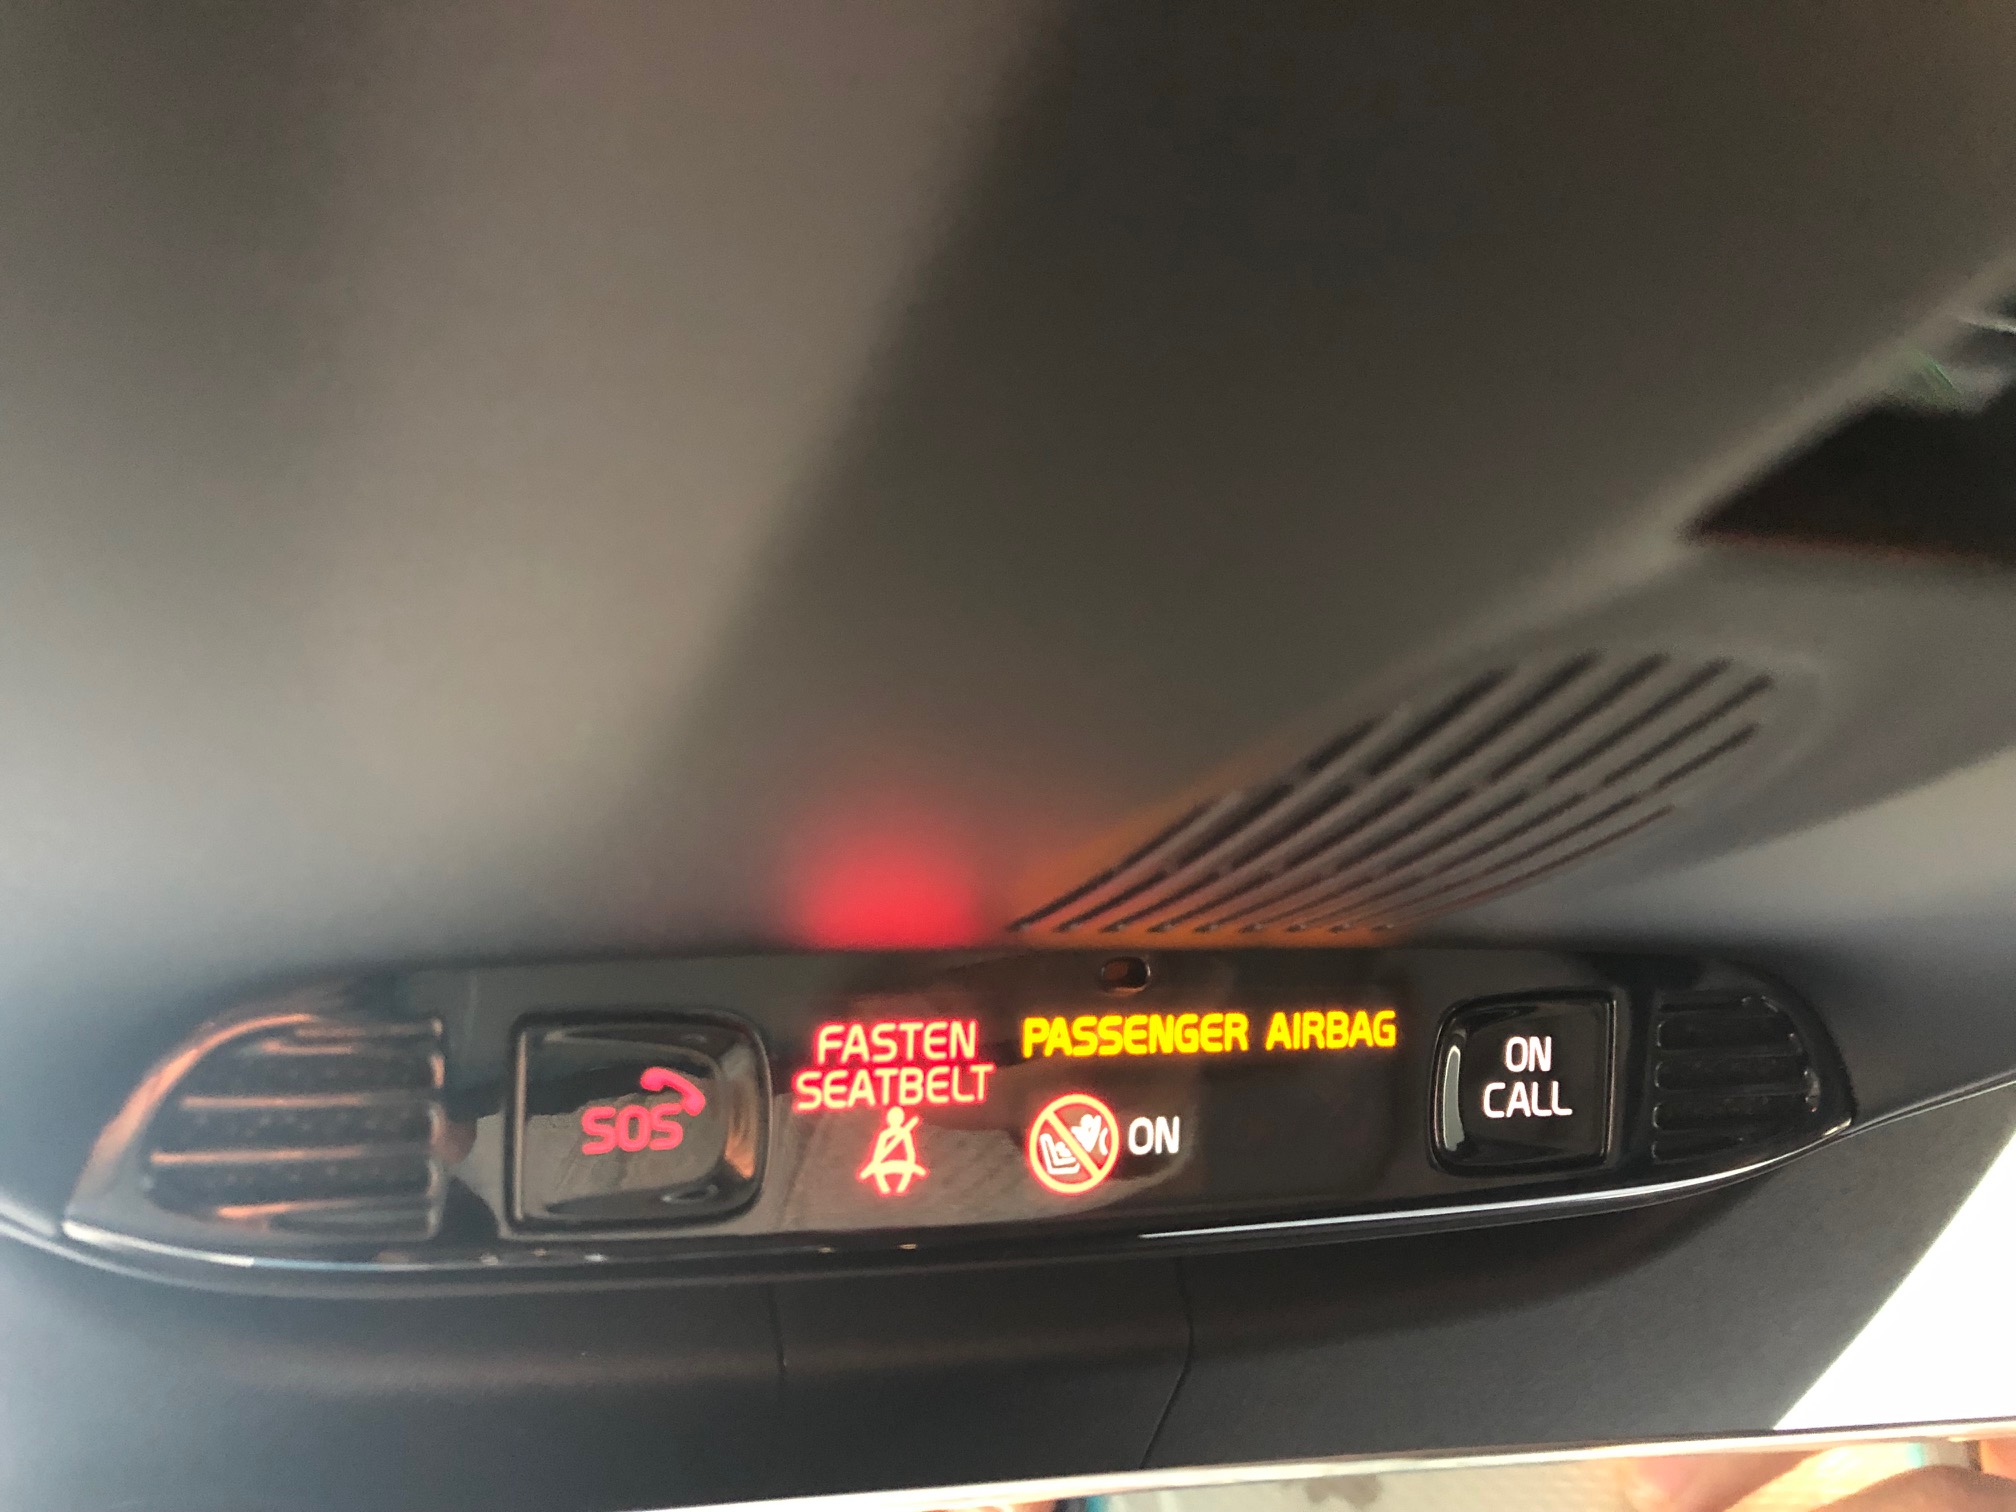 SOS
FASTEN
SEATBELT
PASSENGER AIRBAG
ON
ON
CALL